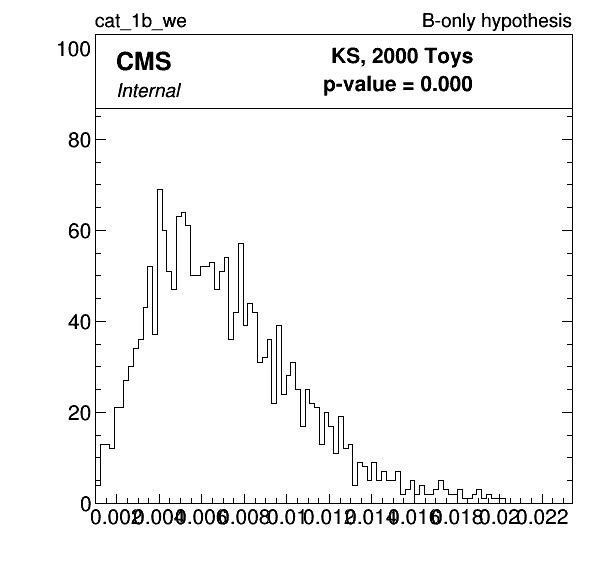 cat_1b_we B-only hypothesis
100 CMS KS, 2000 Toys
Internal p-value = 0.000
80
60
40
20
0 0.002 0.004 0.006 0.008 0.01 0.012 0.014 0.016 0.018 0.02 0.022